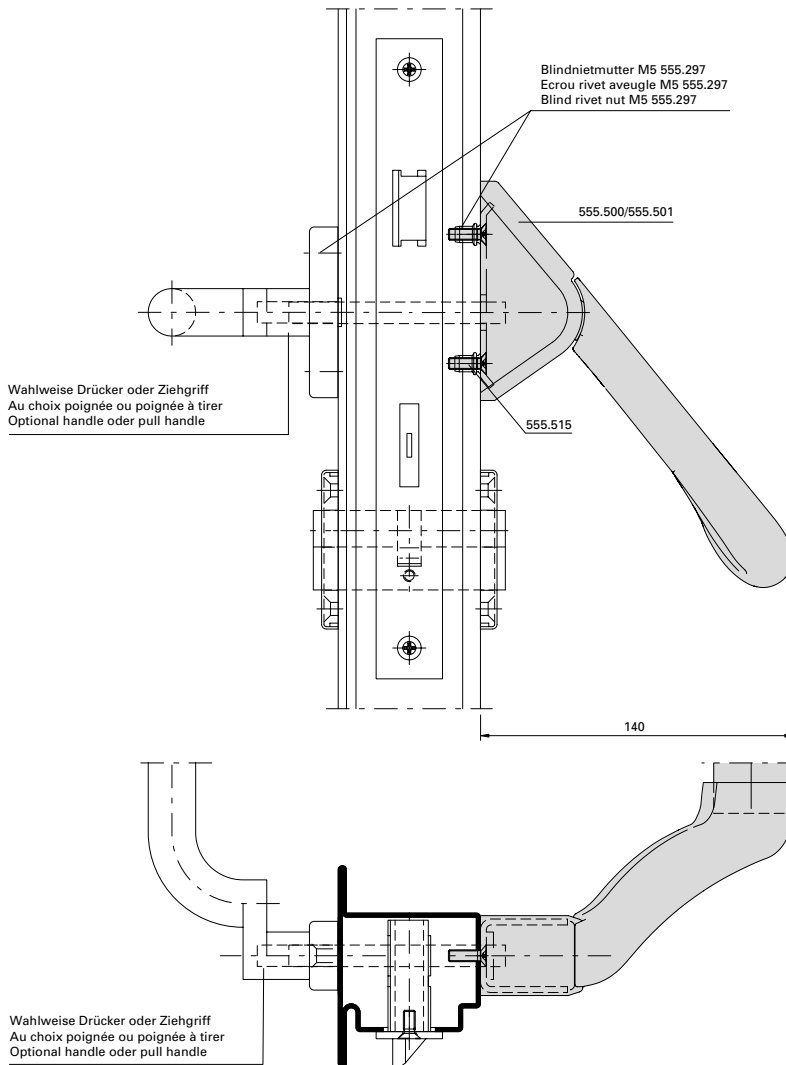 Blindnietmutter M5 555.297
Ecrou rivet aveugle M5 555.297
Blind rivet nut M5 555.297
555.500/555.501
Wahlweise Drücker oder Ziehgriff
Au choix poignée ou poignée à tirer
Optional handle oder pull handle
555.515
140
Wahlweise Drücker oder Ziehgriff
Au choix poignée ou poignée à tirer
Optional handle oder pull handle